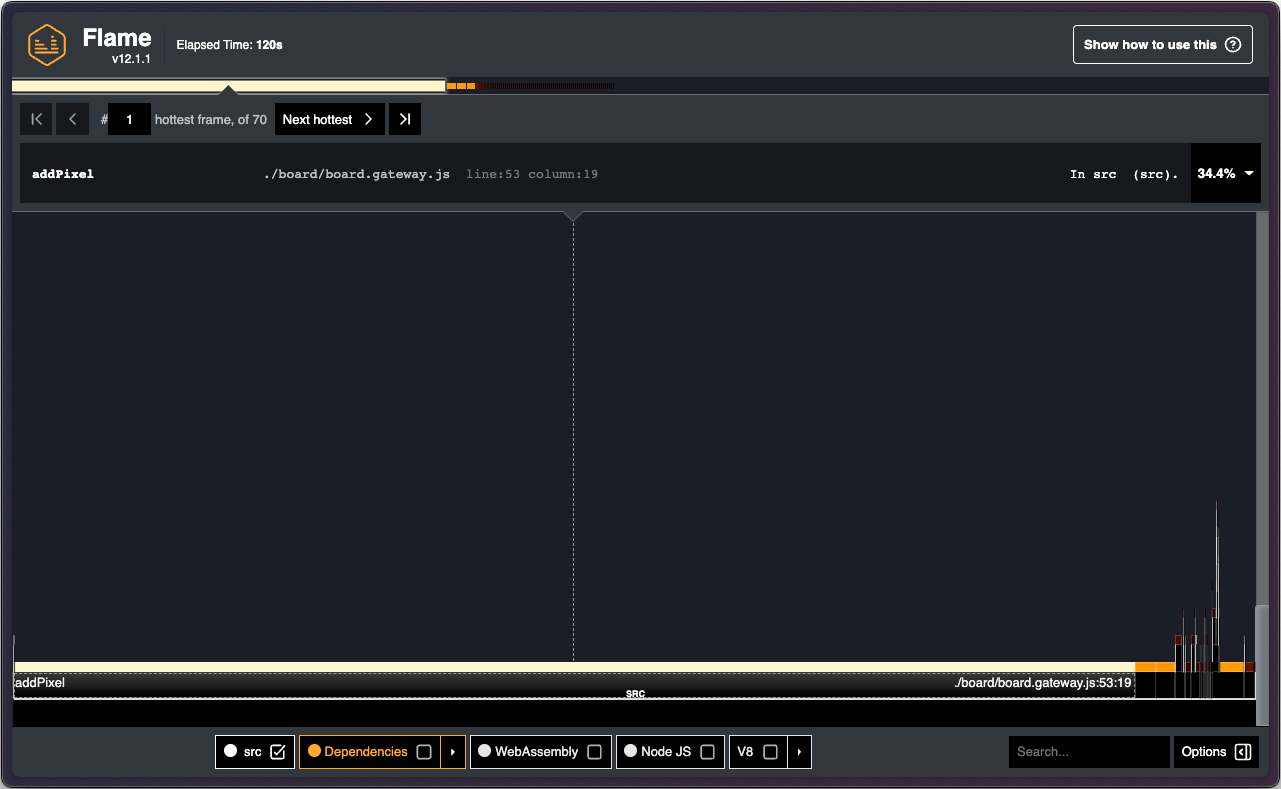 Flame
v12.1.1
Elapsed Time: 120s
Show how to use this ?
# 1 hottest frame, of 70 Next hottest
addPixel ./board/board.gateway.js line:53 column:19 In src (src). 34.4%
addPixel ./board/board.gateway.js:53:19
SRC
src Dependencies WebAssembly Node JS V8 Search... Options